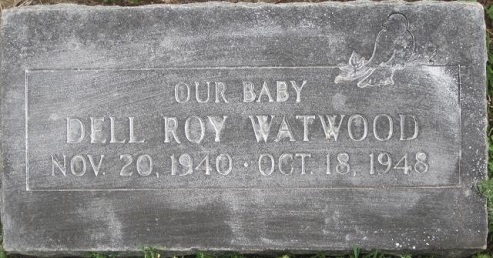 OUR BABY
DELL ROY WATWOOD
NOV. 20, 1940 · OCT. 18, 1948